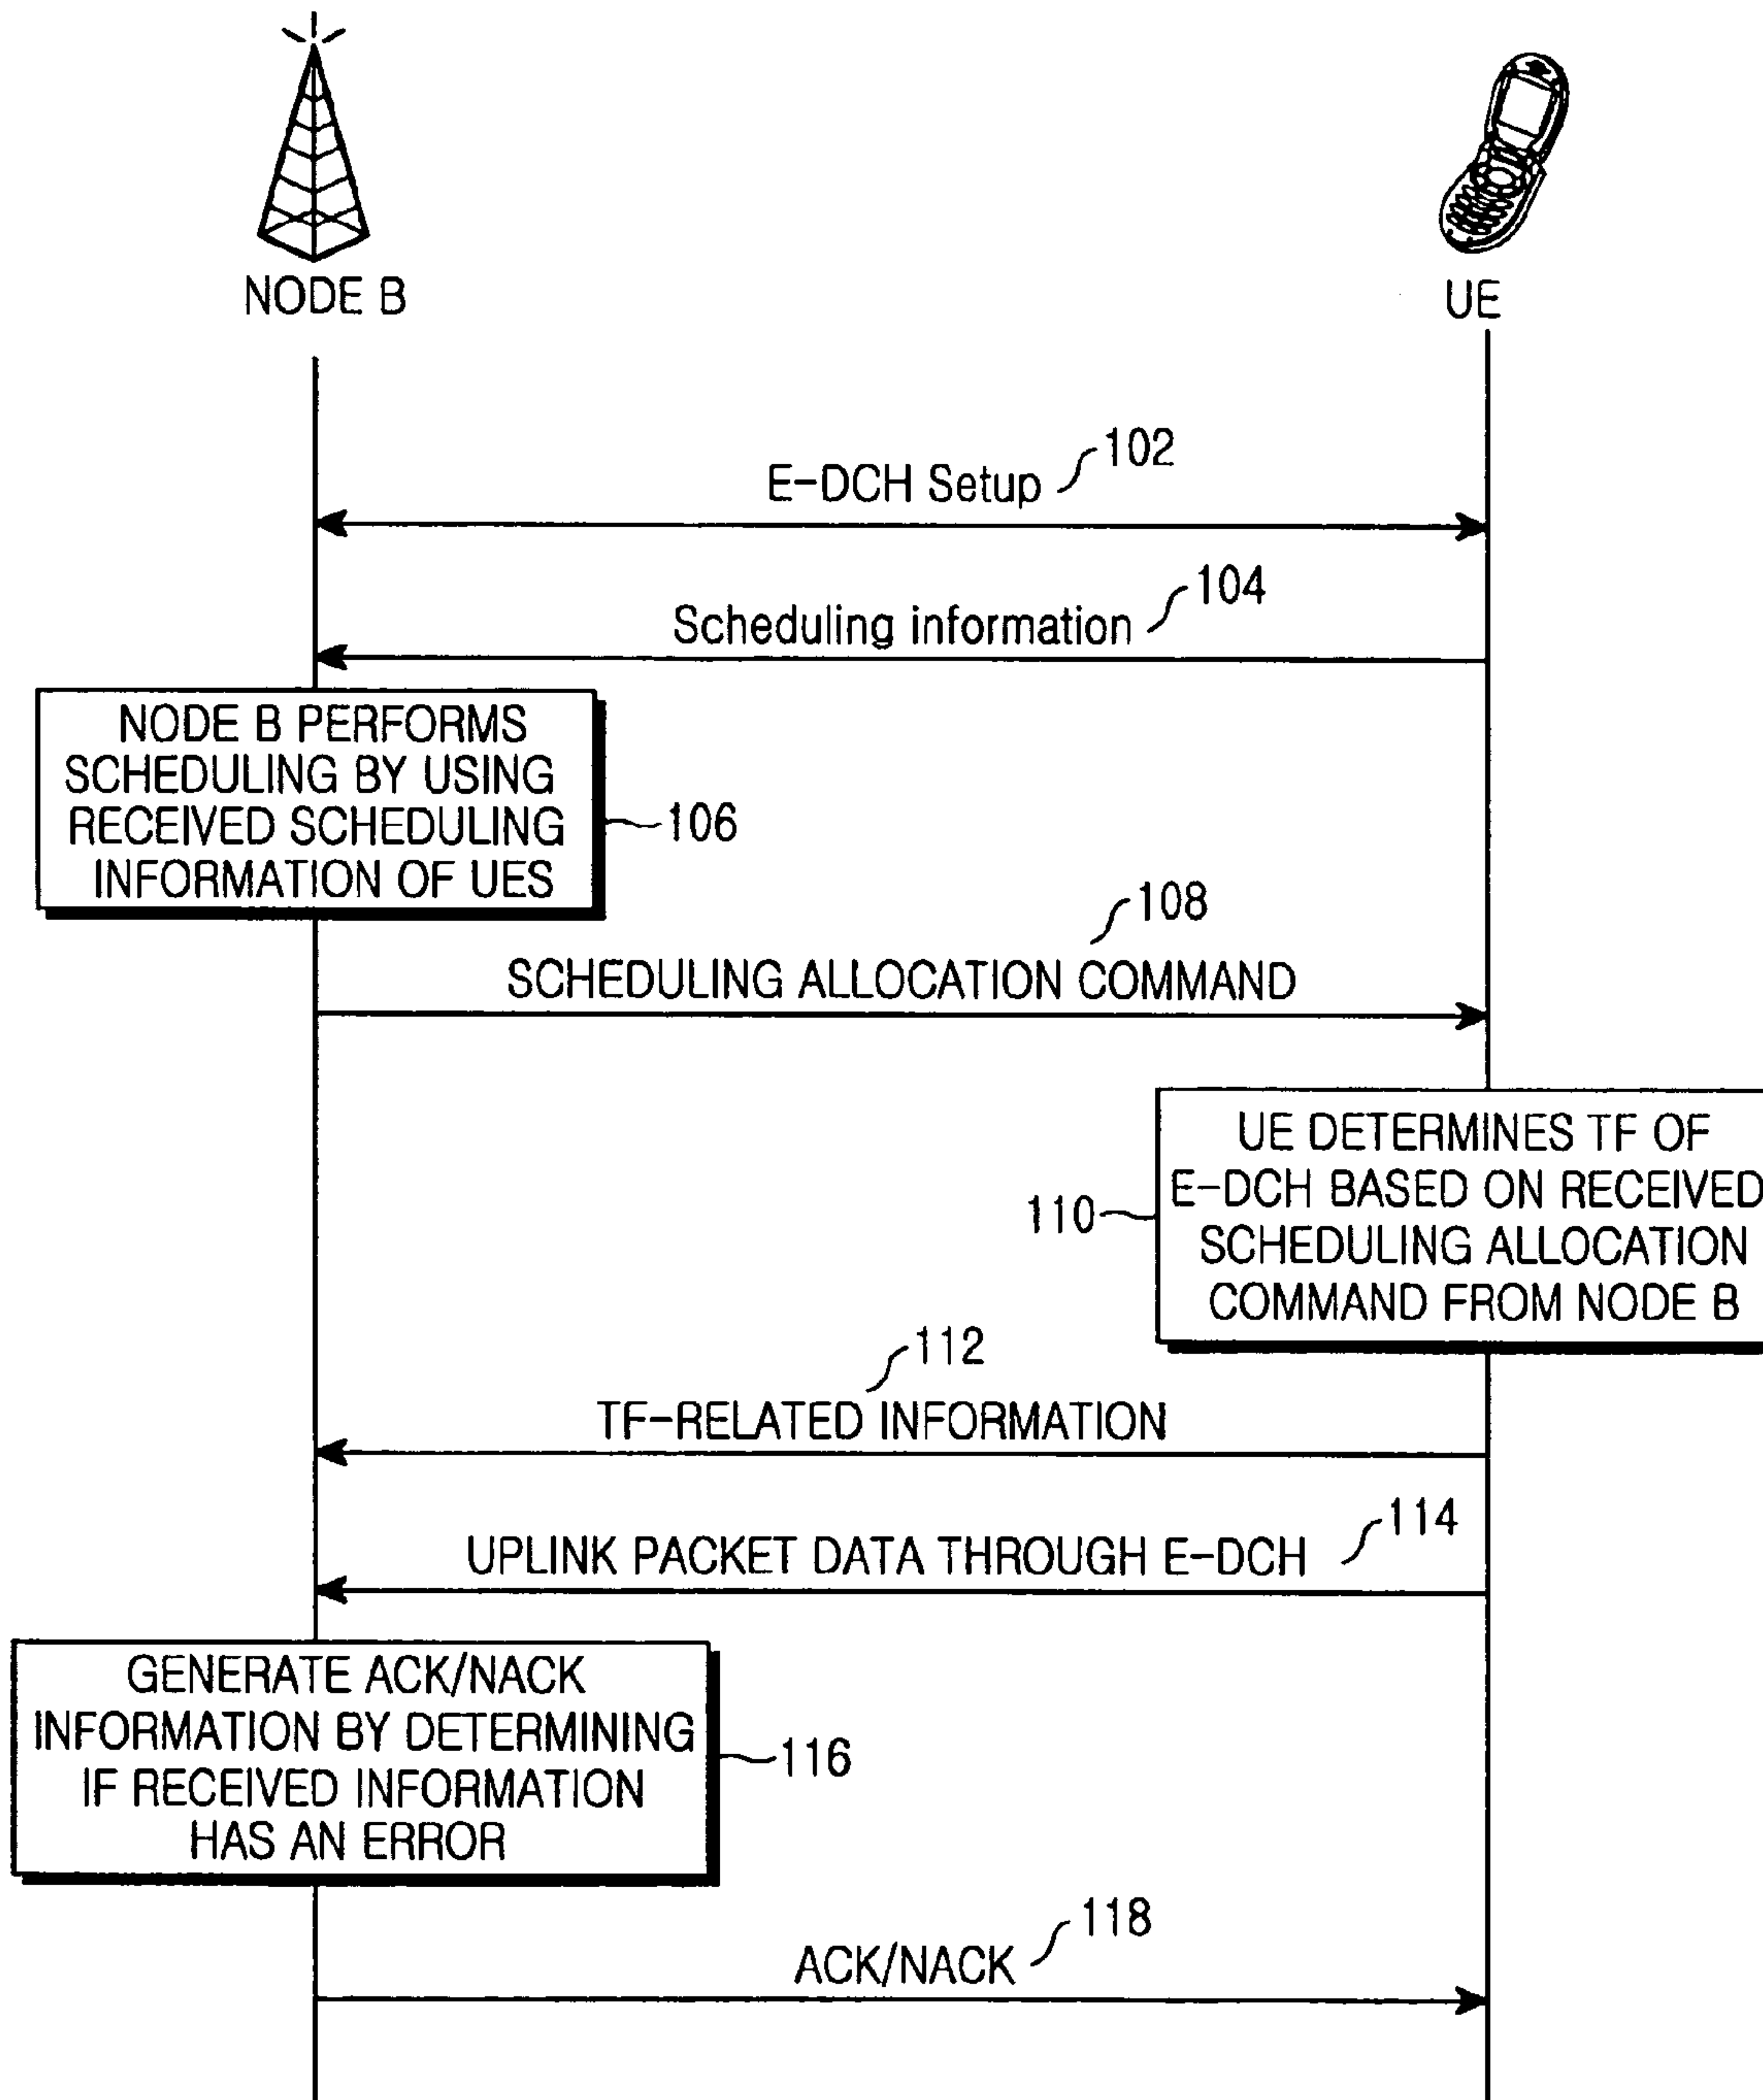 NODE B
UE
102
E-DCH Setup
104
Scheduling information
NODE B PERFORMS
SCHEDULING BY USING
RECEIVED SCHEDULING
INFORMATION OF UES
106
108
SCHEDULING ALLOCATION COMMAND
UE DETERMINES TF OF
E-DCH BASED ON RECEIVED
SCHEDULING ALLOCATION
COMMAND FROM NODE B
110
112
TF-RELATED INFORMATION
114
UPLINK PACKET DATA THROUGH E-DCH
GENERATE ACK/NACK
INFORMATION BY DETERMINING
IF RECEIVED INFORMATION
HAS AN ERROR
116
118
ACK/NACK